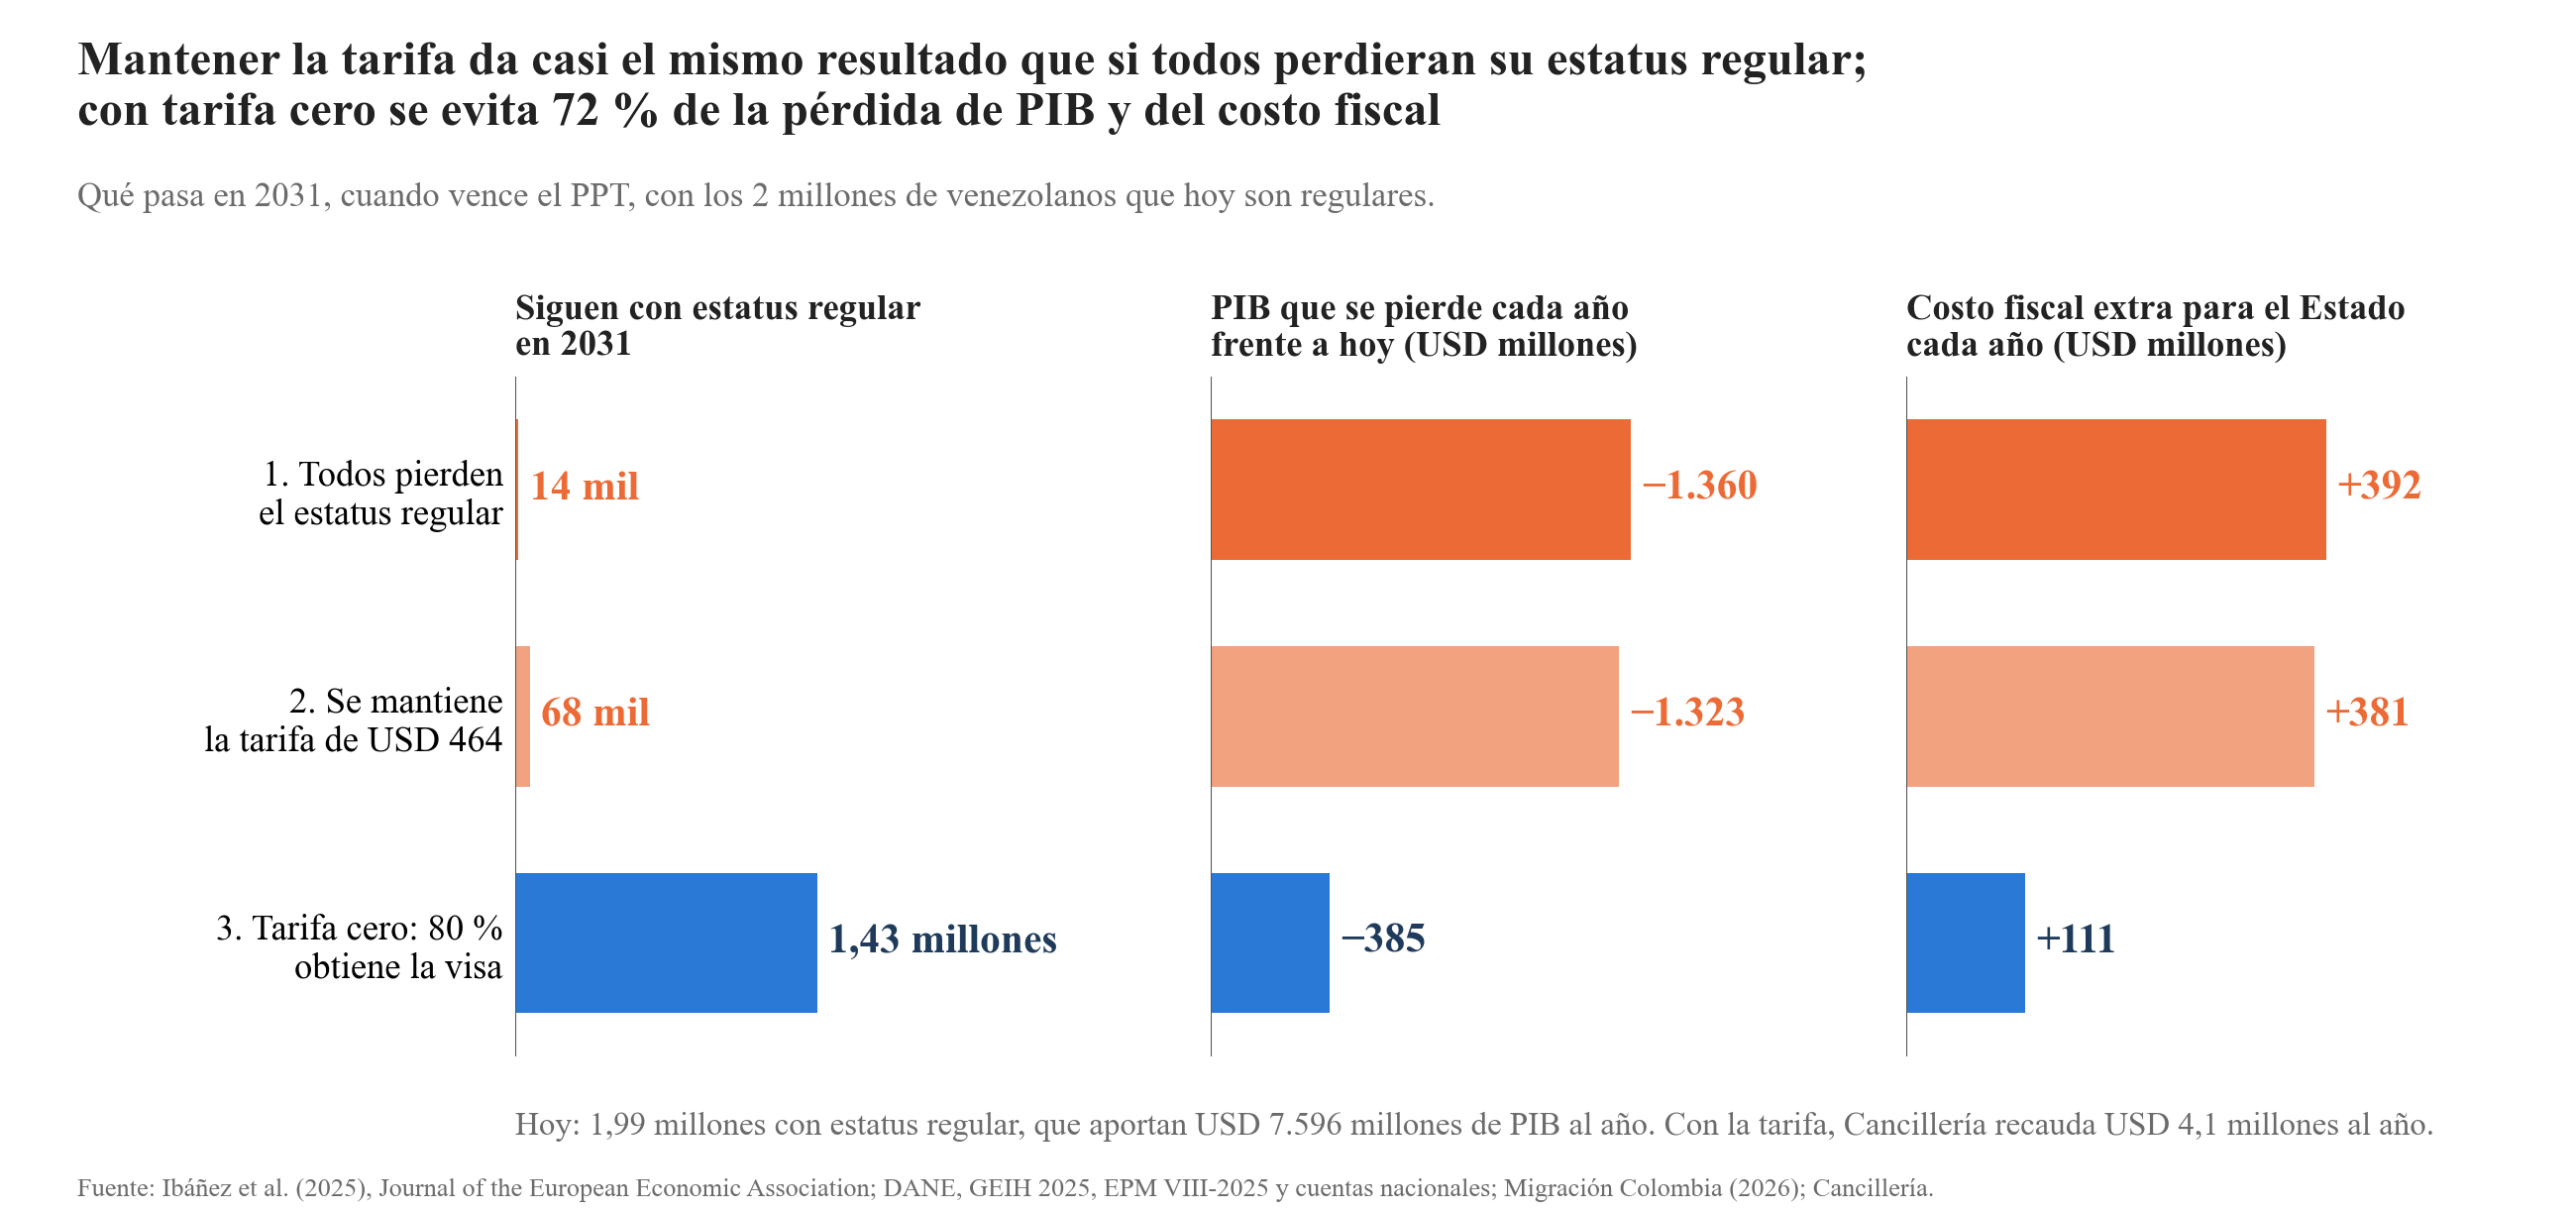 Mantener la tarifa da casi el mismo resultado que si todos perdieran su estatus regular;
con tarifa cero se evita 72 % de la pérdida de PIB y del costo fiscal
Qué pasa en 2031, cuando vence el PPT, con los 2 millones de venezolanos que hoy son regulares.
Siguen con estatus regular
en 2031
PIB que se pierde cada año
frente a hoy (USD millones)
Costo fiscal extra para el Estado
cada año (USD millones)
1. Todos pierden
el estatus regular
14 mil
−1.360
+392
2. Se mantiene
la tarifa de USD 464
68 mil
−1.323
+381
3. Tarifa cero: 80 %
obtiene la visa
1,43 millones
−385
+111
Hoy: 1,99 millones con estatus regular, que aportan USD 7.596 millones de PIB al año. Con la tarifa, Cancillería recauda USD 4,1 millones al año.
Fuente: Ibáñez et al. (2025), Journal of the European Economic Association; DANE, GEIH 2025, EPM VIII-2025 y cuentas nacionales; Migración Colombia (2026); Cancillería.